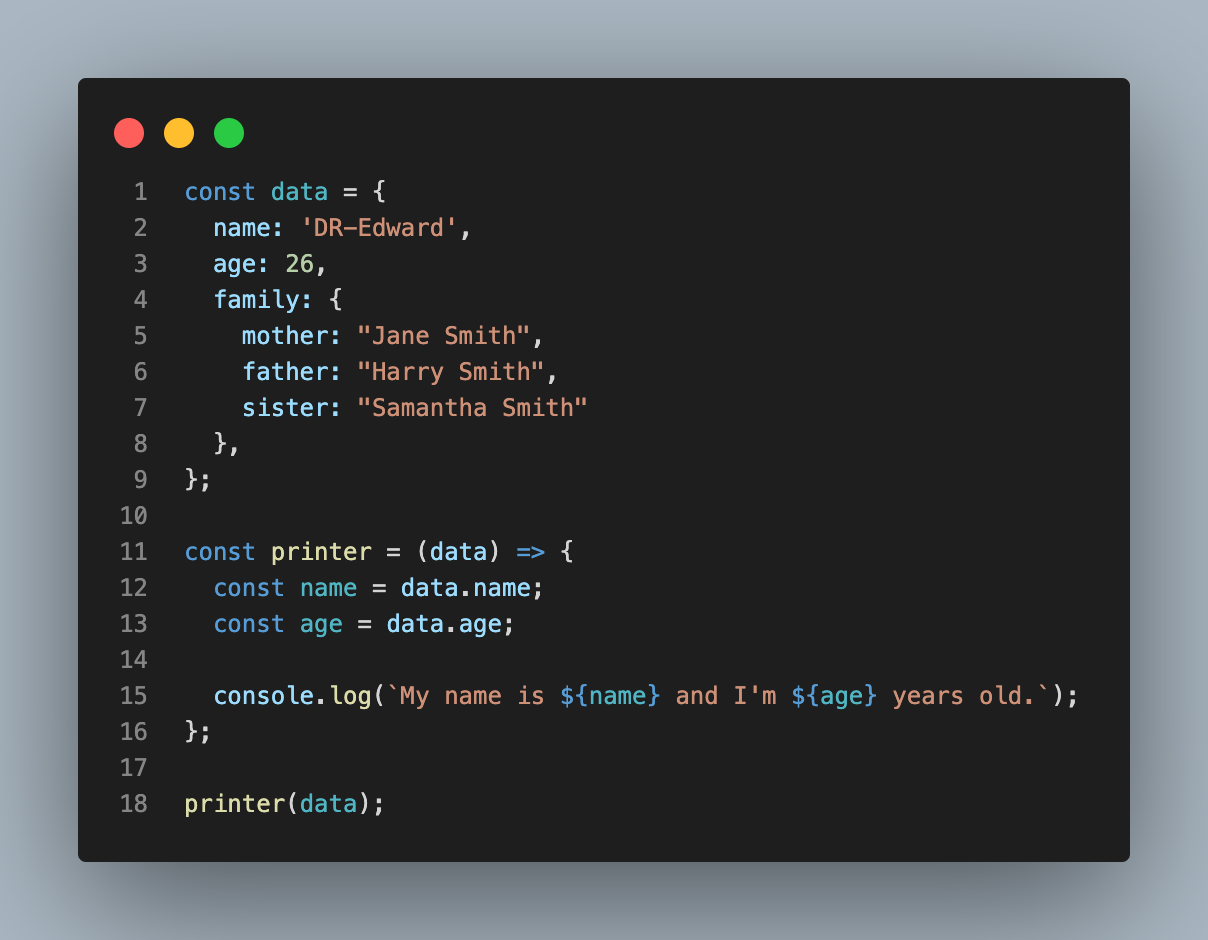 1 const data = {
2   name: 'DR-Edward',
3   age: 26,
4   family: {
5     mother: "Jane Smith",
6     father: "Harry Smith",
7     sister: "Samantha Smith"
8   },
9 };
10
11 const printer = (data) => {
12   const name = data.name;
13   const age = data.age;
14
15   console.log(`My name is ${name} and I'm ${age} years old.`);
16 };
17
18 printer(data);